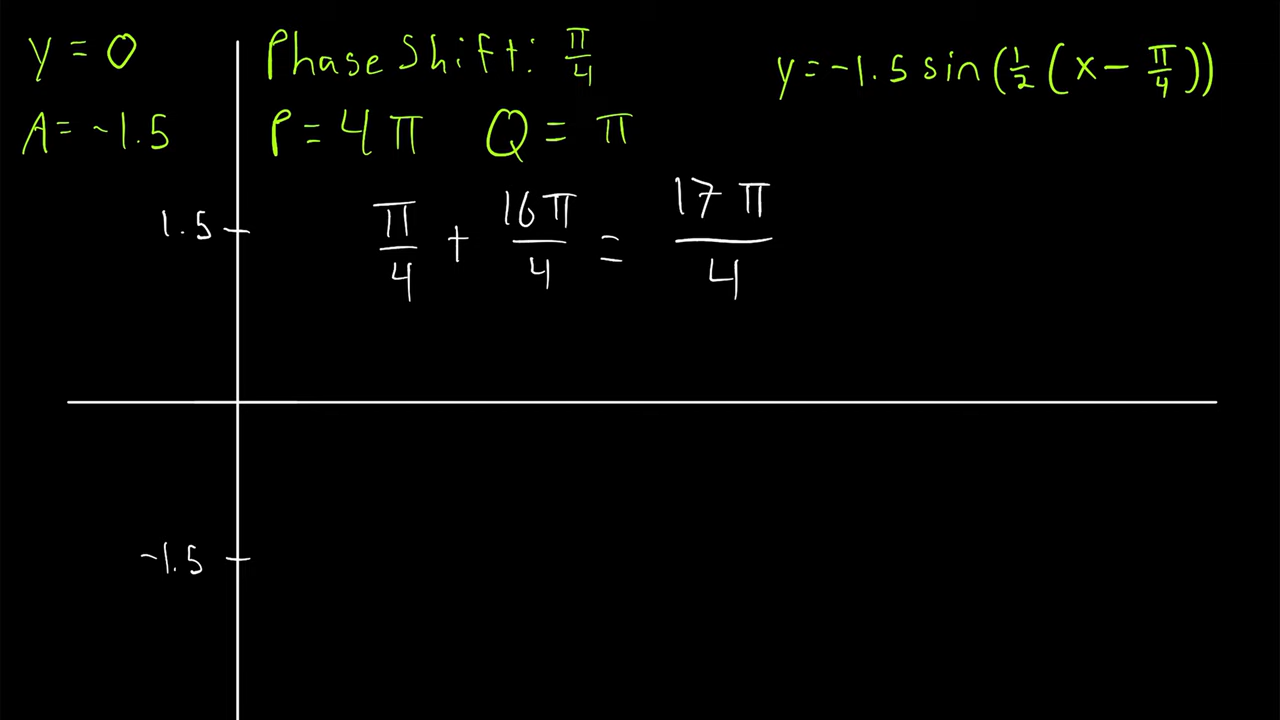 y = 0 Phase Shift: π/4 y = -1.5 sin(1/2(x - π/4))
A = -1.5 P = 4π Q = π
π/4 + 16π/4 = 17π/4
1.5
-1.5